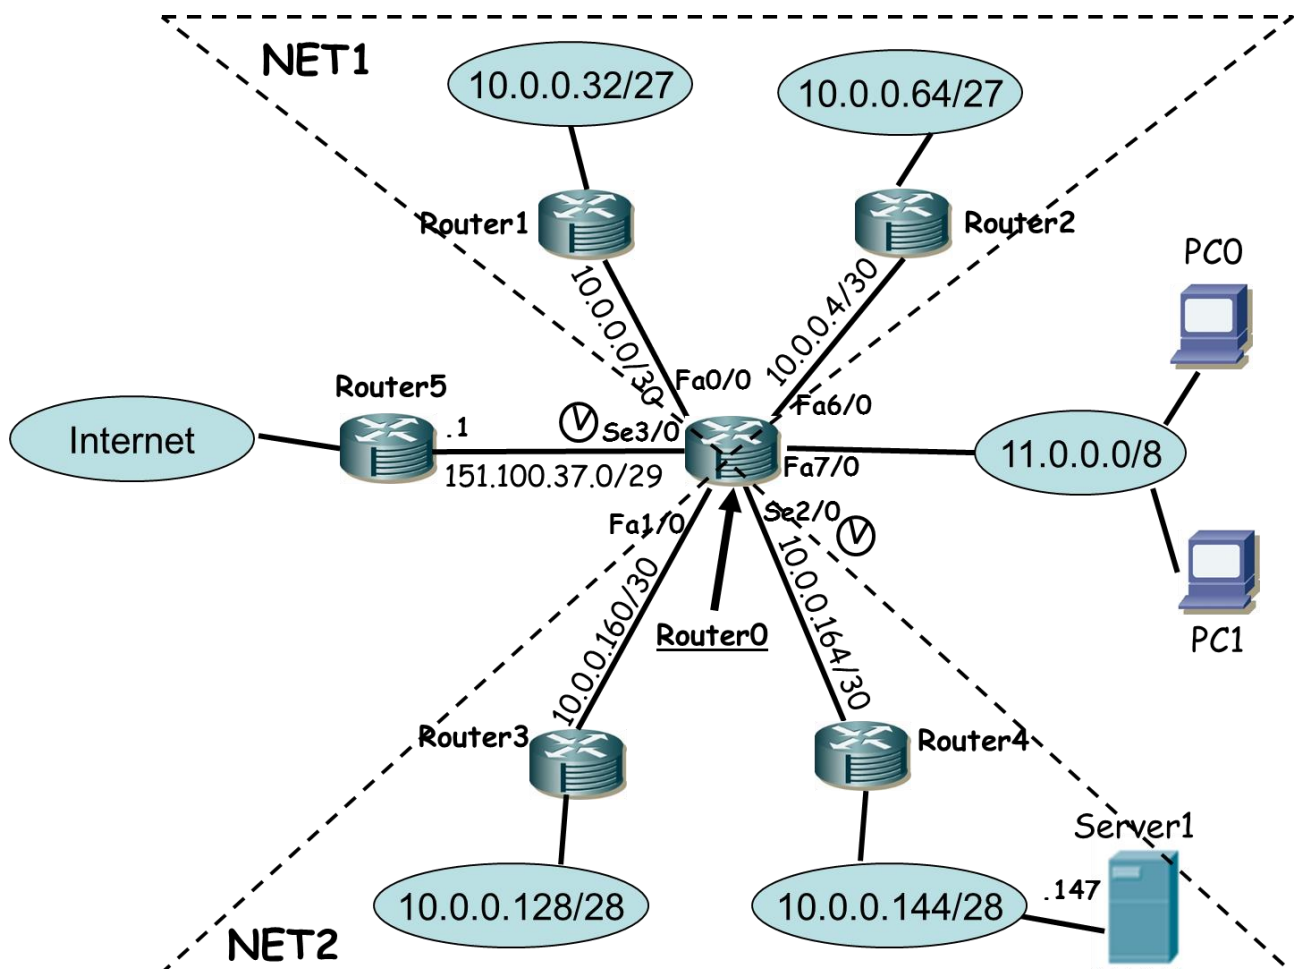 NET1
10.0.0.32/27
10.0.0.64/27
Router1
Router2
PC0
10.0.0.0/30
10.0.0.4/30
Router5
Fa0/0
Fa6/0
Internet
.1
V
Se3/0
11.0.0.0/8
151.100.37.0/29
Fa7/0
Fa1/0
Se2/0
V
10.0.0.160/30
Router0
10.0.0.164/30
PC1
Router3
Router4
Server1
.147
10.0.0.128/28
10.0.0.144/28
NET2